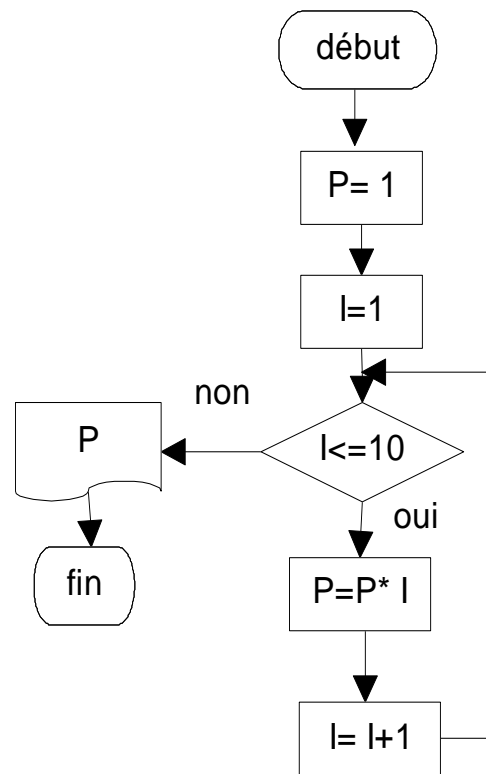 début
P= 1
I=1
non
I<=10
P
oui
fin
P=P* I
I= I+1